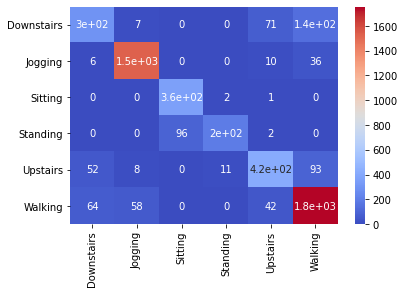 Downstairs 3e+02 7 0 0 71 1.4e+02
Jogging 6 1.5e+03 0 0 10 36
Sitting 0 0 3.6e+02 2 1 0
Standing 0 0 96 2e+02 2 0
Upstairs 52 8 0 11 4.2e+02 93
Walking 64 58 0 0 42 1.8e+03
Downstairs Jogging Sitting Standing Upstairs Walking
1600
1400
1200
1000
800
600
400
200
0